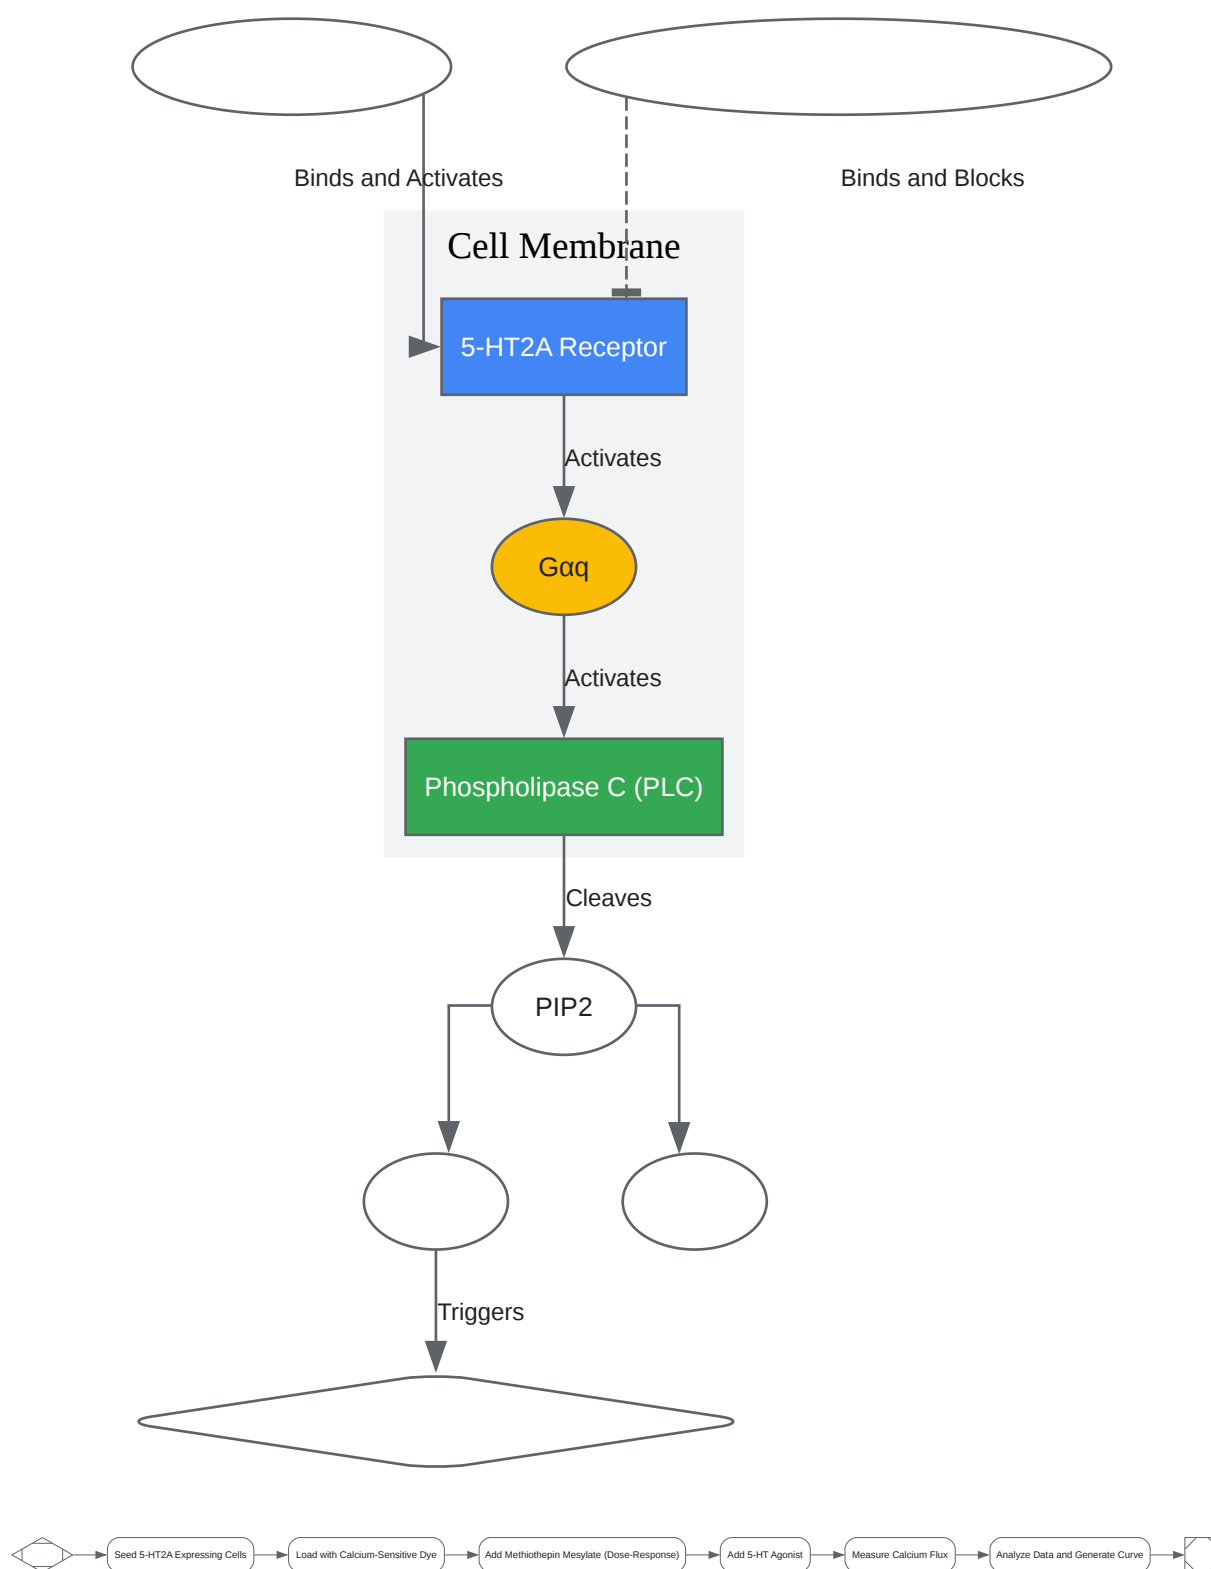 Binds and Activates
Binds and Blocks
Cell Membrane
5-HT2A Receptor
Activates
Gαq
Activates
Phospholipase C (PLC)
Cleaves
PIP2
Triggers
Seed 5-HT2A Expressing Cells
Load with Calcium-Sensitive Dye
Add Methiothepin Mesylate (Dose-Response)
Add 5-HT Agonist
Measure Calcium Flux
Analyze Data and Generate Curve